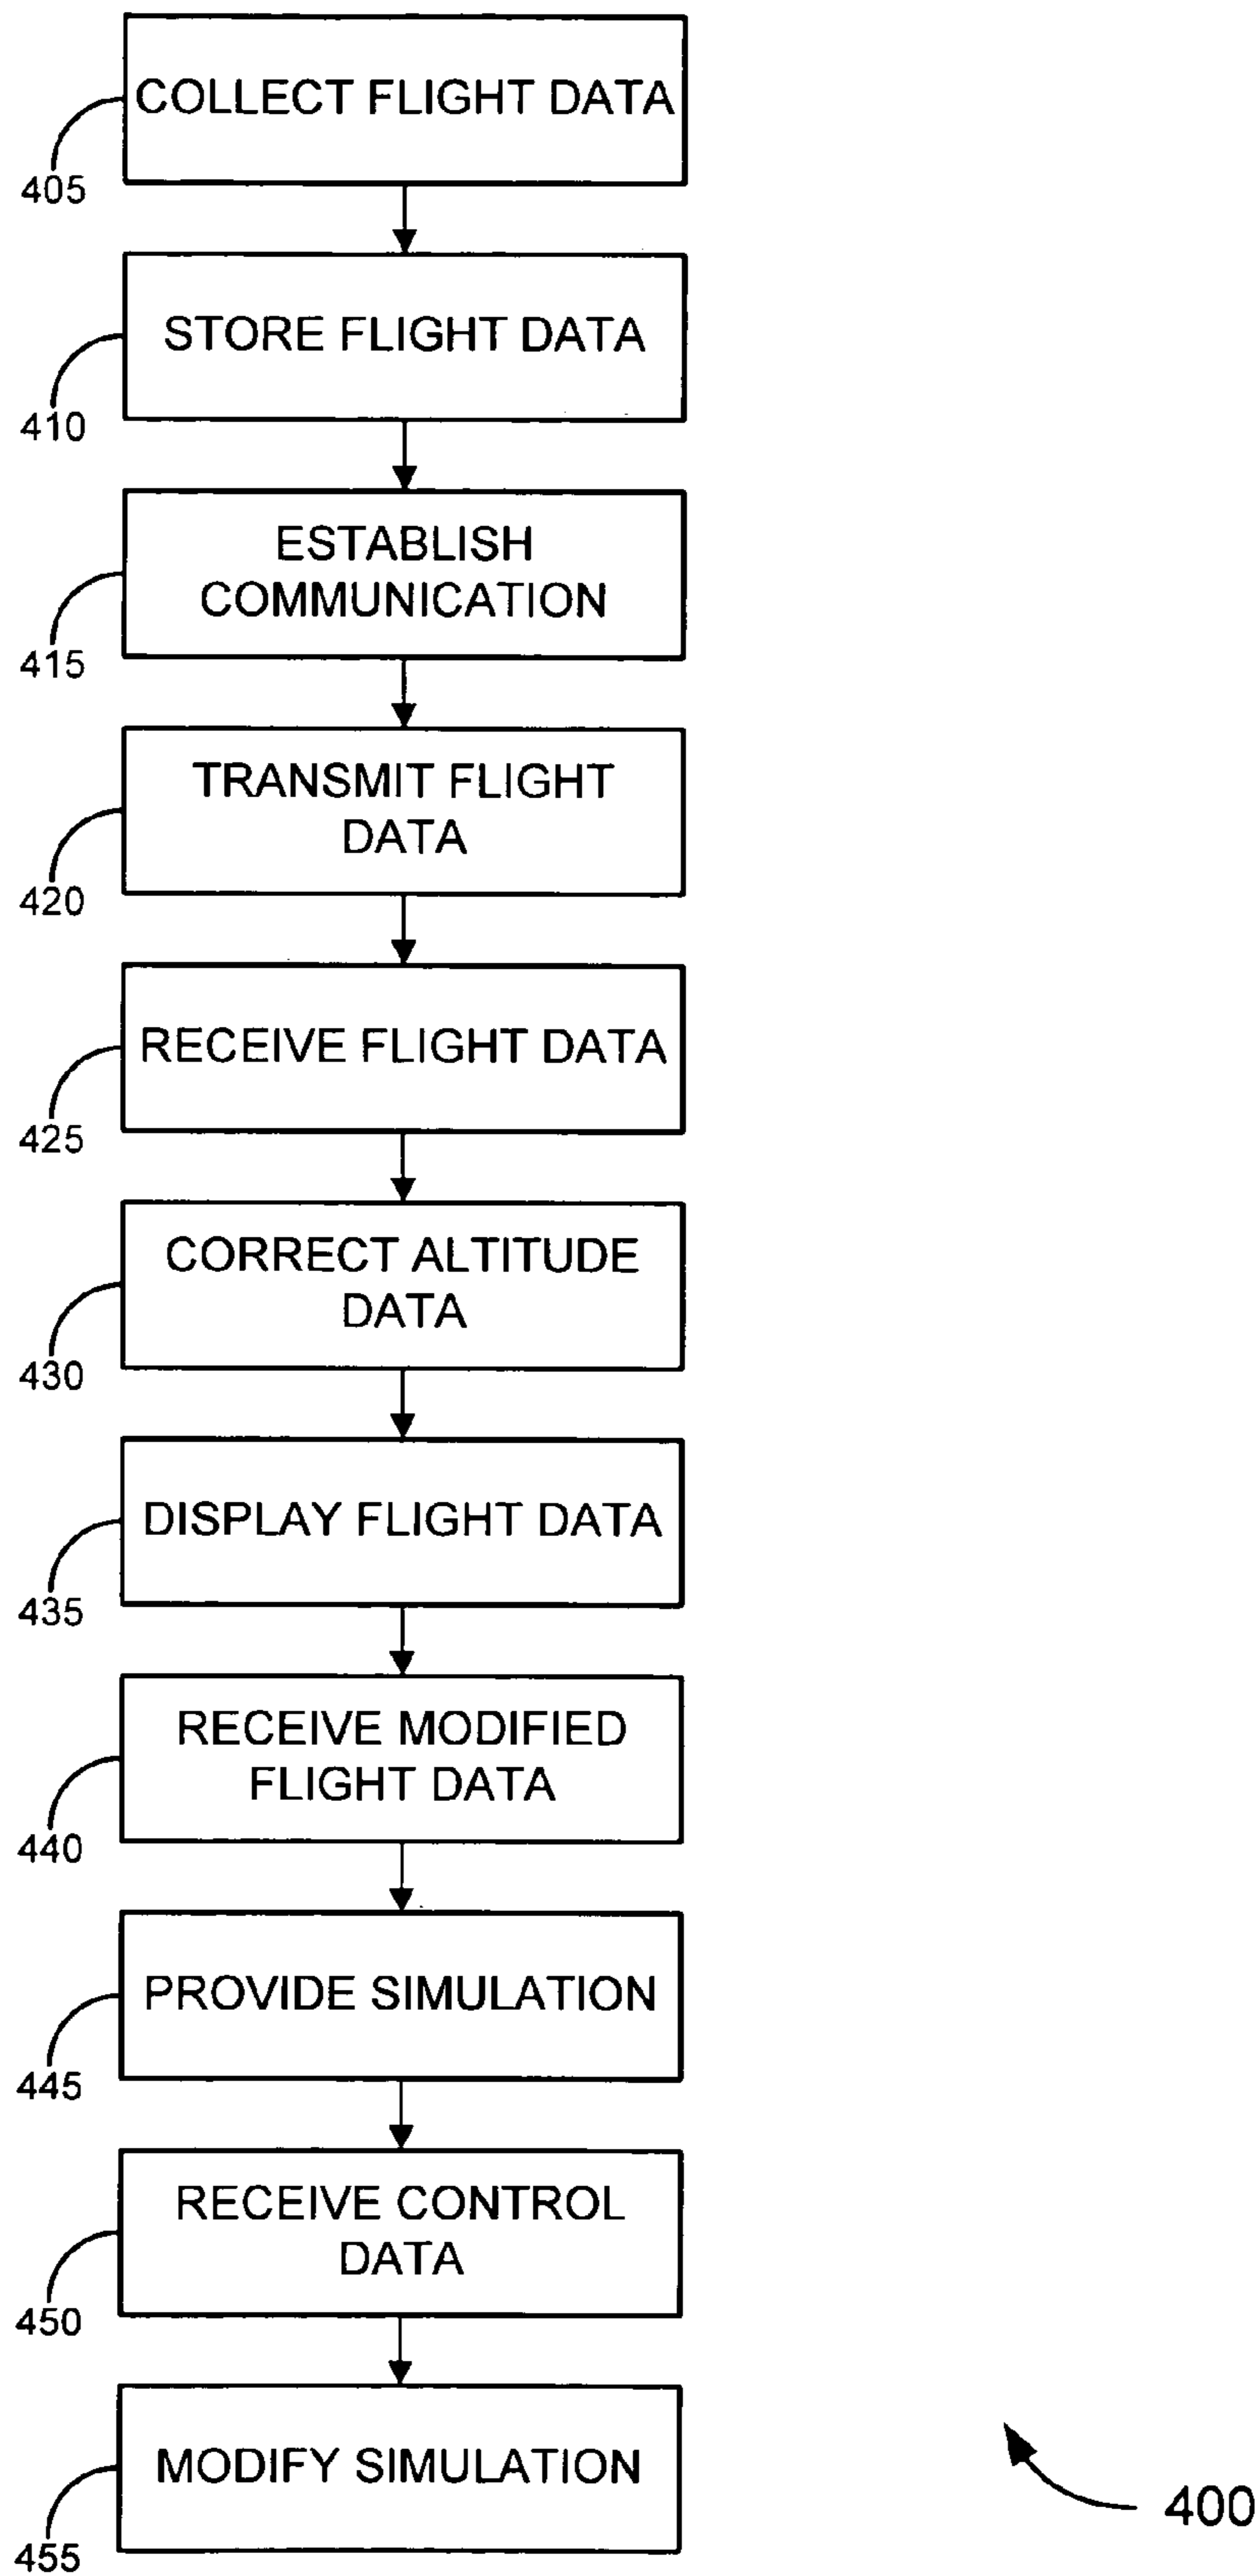 COLLECT FLIGHT DATA
405
STORE FLIGHT DATA
410
ESTABLISH
COMMUNICATION
415
TRANSMIT FLIGHT
DATA
420
RECEIVE FLIGHT DATA
425
CORRECT ALTITUDE
DATA
430
DISPLAY FLIGHT DATA
435
RECEIVE MODIFIED
FLIGHT DATA
440
PROVIDE SIMULATION
445
RECEIVE CONTROL
DATA
450
MODIFY SIMULATION
455
400